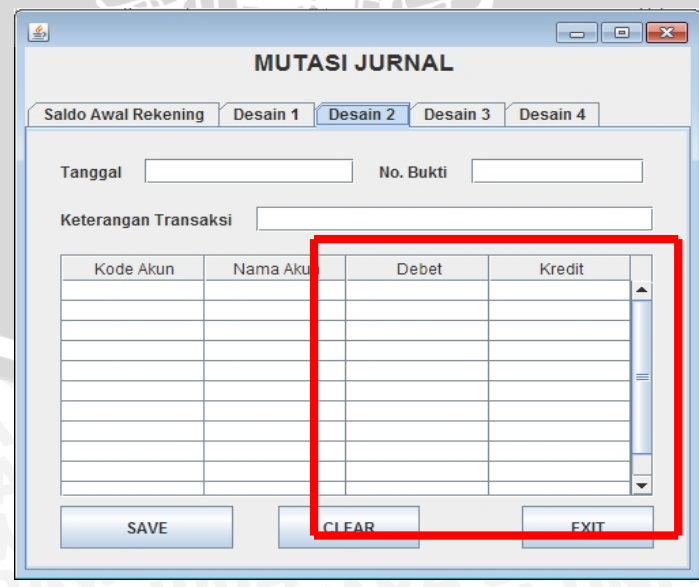 MUTASI JURNAL
Saldo Awal Rekening Desain 1 Desain 2 Desain 3 Desain 4
Tanggal No. Bukti
Keterangan Transaksi
Kode Akun Nama Akun Debet Kredit
SAVE CLEAR EXIT